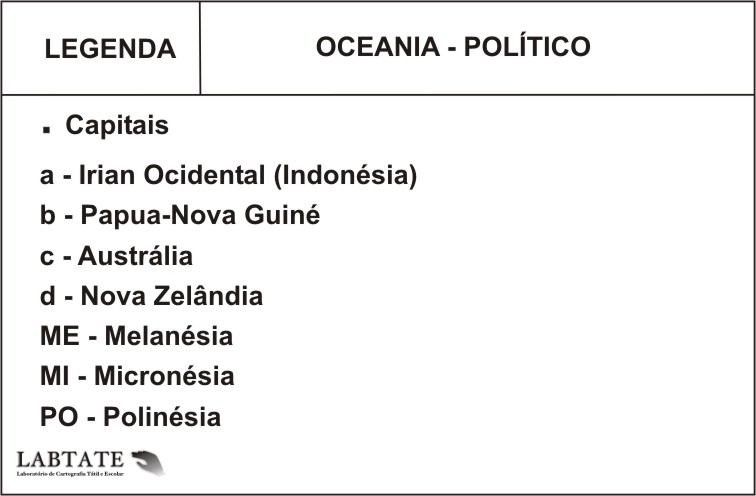 LEGENDA
OCEANIA - POLÍTICO
▪ Capitais
a - Irian Ocidental (Indonésia)
b - Papua-Nova Guiné
c - Austrália
d - Nova Zelândia
ME - Melanésia
MI - Micronésia
PO - Polinésia
LABTATE
Laboratório de Cartografia Tátil e Escolar